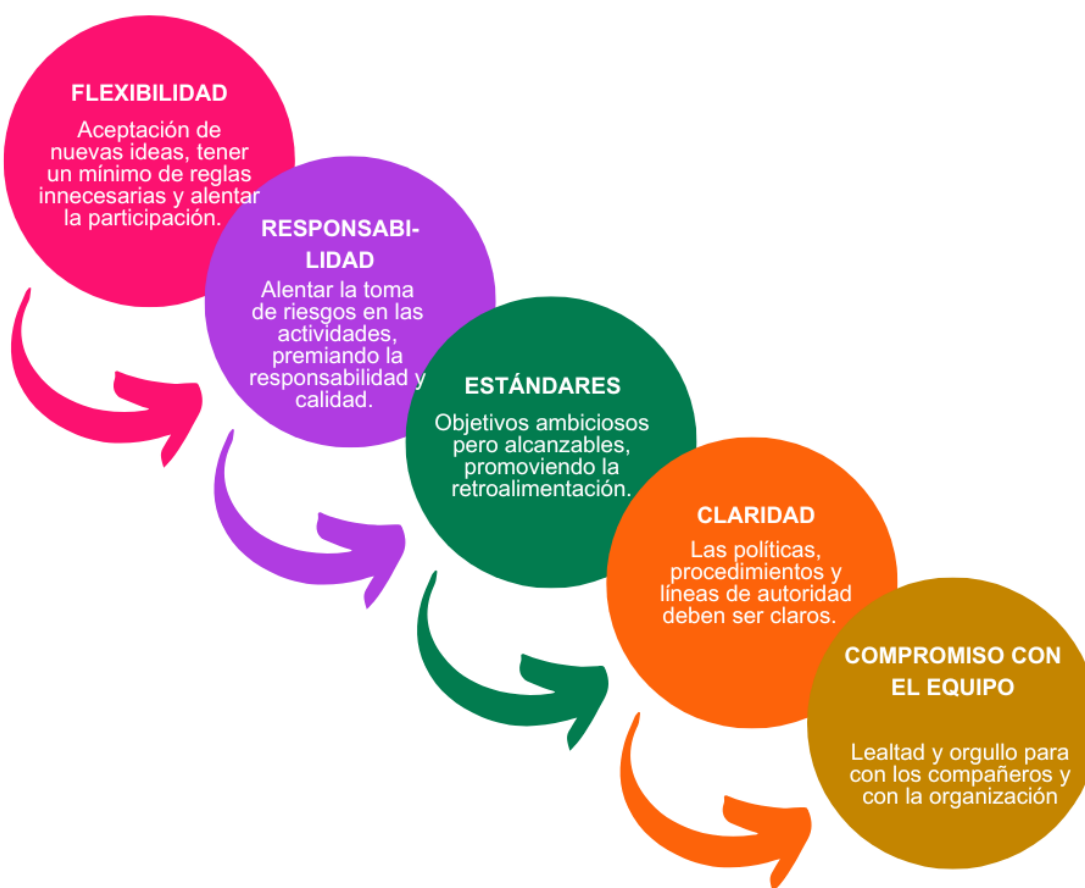 FLEXIBILIDAD
Aceptación de
nuevas ideas, tener
un mínimo de reglas
innecesarias y alentar
la participación.
RESPONSABI-
LIDAD
Alentar la toma
de riesgos en las
actividades,
premiando la
responsabilidad y
calidad.
ESTÁNDARES
Objetivos ambiciosos
pero alcanzables,
promoviendo la
retroalimentación.
CLARIDAD
Las políticas,
procedimientos y
líneas de autoridad
deben ser claros.
COMPROMISO CON
EL EQUIPO
Lealtad y orgullo para
con los compañeros y
con la organización